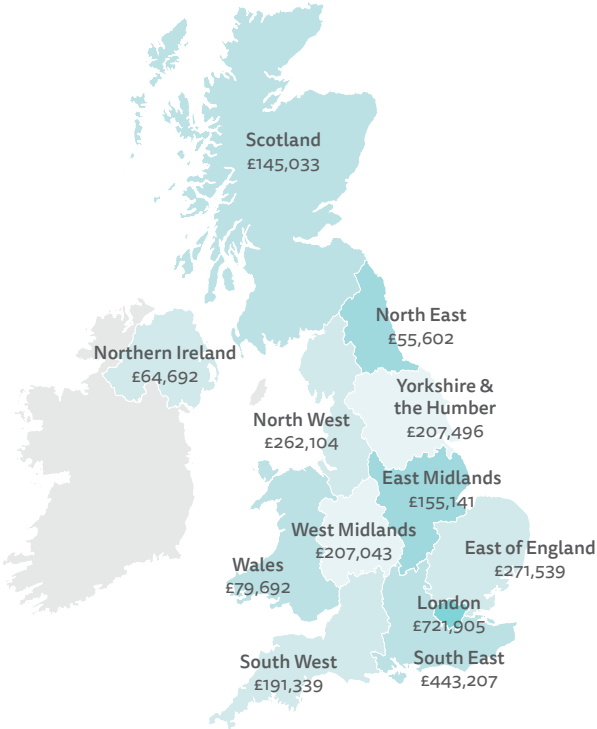 Scotland
£145,033
North East
£55,602
Northern Ireland
£64,692
Yorkshire &
the Humber
£207,496
North West
£262,104
East Midlands
£155,141
West Midlands
£207,043
East of England
£271,539
Wales
£79,692
London
£721,905
South East
£443,207
South West
£191,339